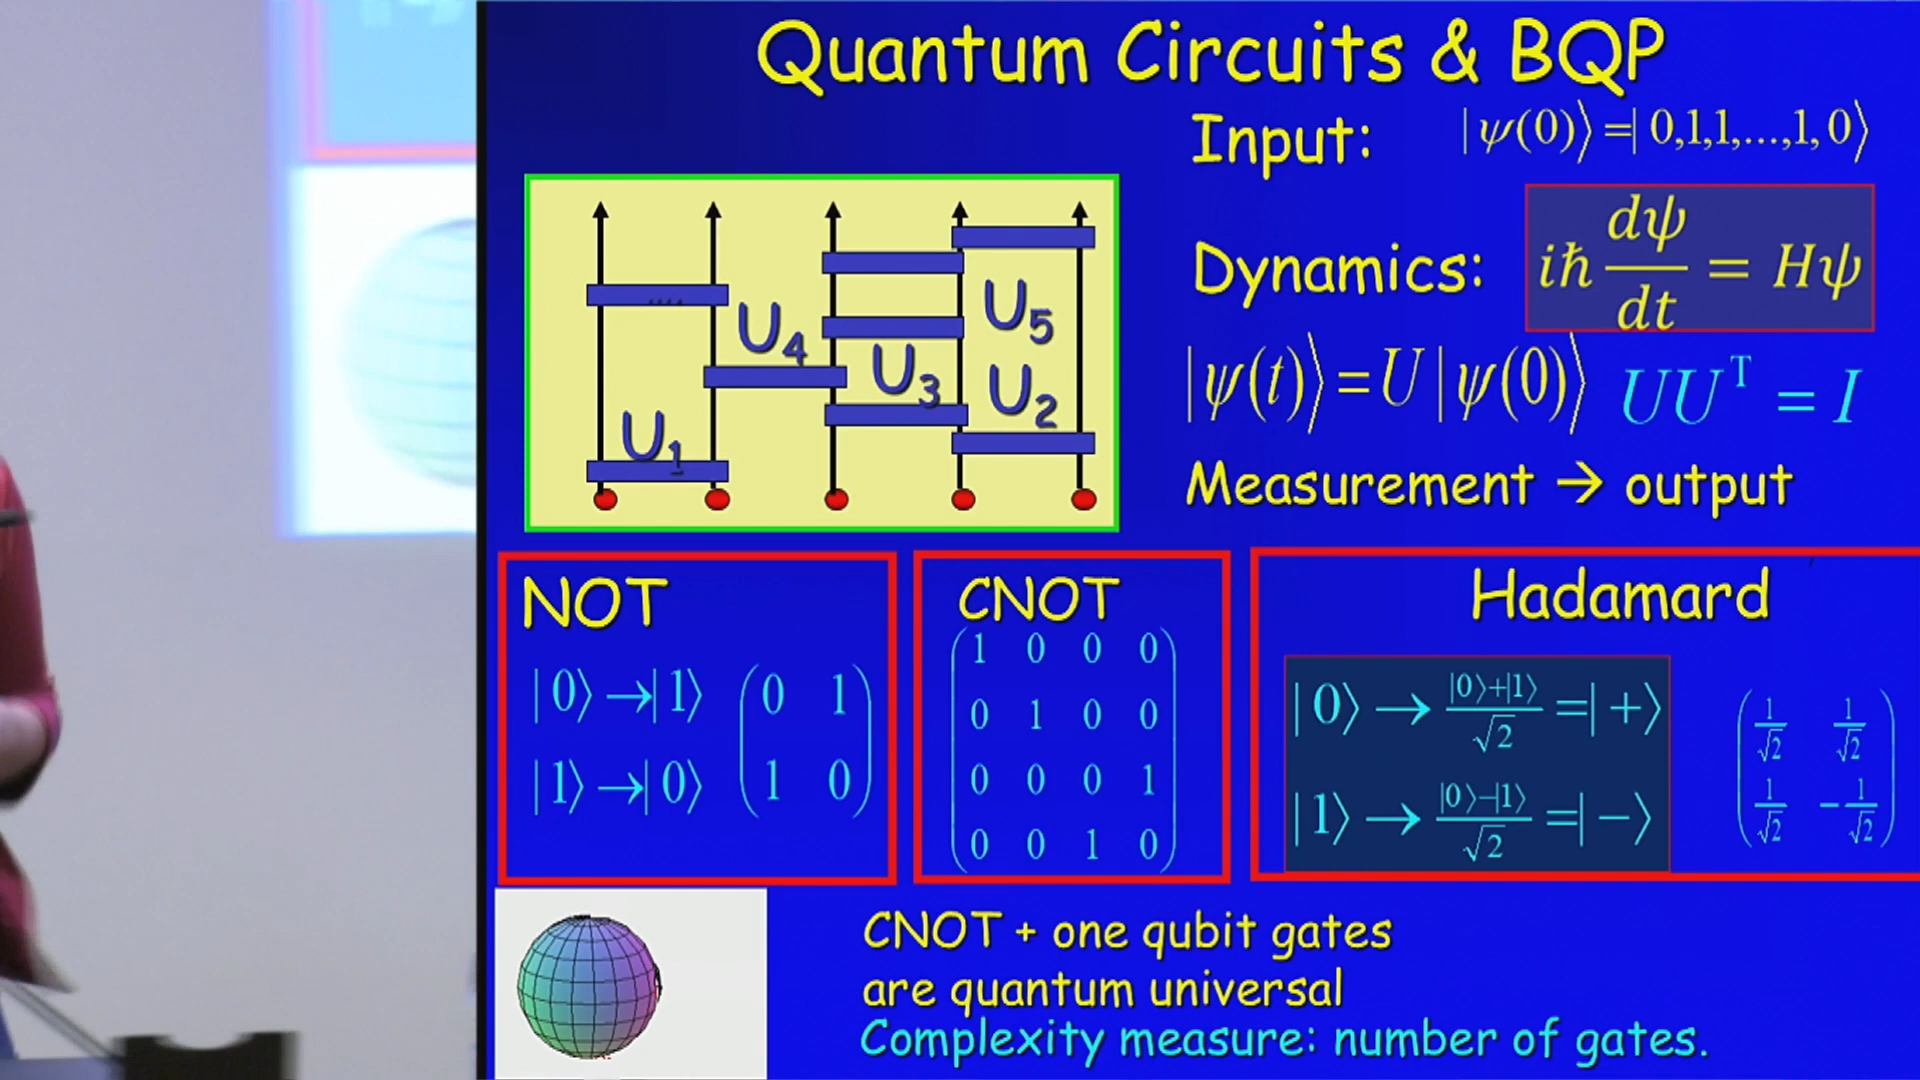 Quantum Circuits & BQP
Input: |ψ(0)⟩=|0,1,1,...,1,0⟩
Dynamics: iħ dψ/dt = Hψ
|ψ(t)⟩=U|ψ(0)⟩ UUᵀ = I
Measurement → output
....
U₅
U₄
U₃
U₂
U₁
NOT
|0⟩→|1⟩
|1⟩→|0⟩
0 1
1 0
CNOT
1 0 0 0
0 1 0 0
0 0 0 1
0 0 1 0
Hadamard
|0⟩ → |0⟩+|1⟩/√2 =|+⟩
|1⟩ → |0⟩−|1⟩/√2 =|−⟩
1/√2 1/√2
1/√2 −1/√2
CNOT + one qubit gates
are quantum universal
Complexity measure: number of gates.